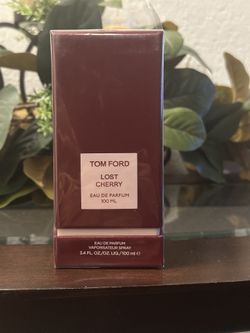 TOM FORD
LOST
CHERRY
EAU DE PARFUM
100 ML
EAU DE PARFUM
VAPORISATEUR SPRAY
3.4 FL.OZ./OZ.LIQ./100 ml ℮